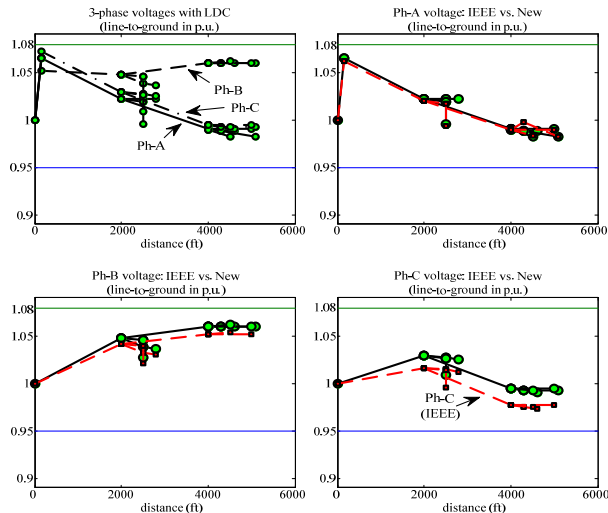 3-phase voltages with LDC
(line-to-ground in p.u.)
1.08
1.05
1
0.95
0.9
Ph-B
Ph-C
Ph-A
0 2000 4000 6000
distance (ft)
Ph-A voltage: IEEE vs. New
(line-to-ground in p.u.)
1.08
1.05
1
0.95
0.9
0 2000 4000 6000
distance (ft)
Ph-B voltage: IEEE vs. New
(line-to-ground in p.u.)
1.08
1.05
1
0.95
0.9
0 2000 4000 6000
distance (ft)
Ph-C voltage: IEEE vs. New
(line-to-ground in p.u.)
1.08
1.05
1
0.95
0.9
Ph-C
(IEEE)
0 2000 4000 6000
distance (ft)